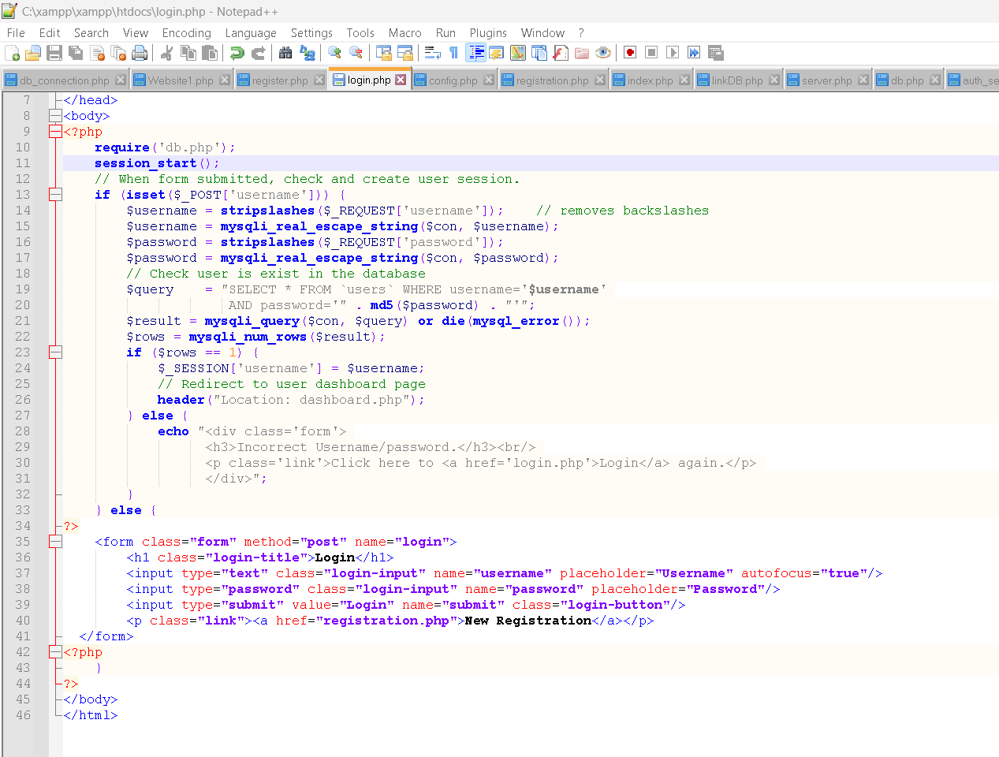 C:\xampp\xampp\htdocs\login.php - Notepad++
File Edit Search View Encoding Language Settings Tools Macro Run Plugins Window ?
db_connection.php Website1.php register.php login.php config.php registration.php index.php linkDB.php server.php db.php auth_se
7 </head>
8 <body>
9 <?php
10 require('db.php');
11 session_start();
12 // When form submitted, check and create user session.
13 if (isset($_POST['username'])) {
14 $username = stripslashes($_REQUEST['username']);    // removes backslashes
15 $username = mysqli_real_escape_string($con, $username);
16 $password = stripslashes($_REQUEST['password']);
17 $password = mysqli_real_escape_string($con, $password);
18 // Check user is exist in the database
19 $query    = "SELECT * FROM `users` WHERE username='$username'
20 AND password='" . md5($password) . "'";
21 $result = mysqli_query($con, $query) or die(mysql_error());
22 $rows = mysqli_num_rows($result);
23 if ($rows == 1) {
24 $_SESSION['username'] = $username;
25 // Redirect to user dashboard page
26 header("Location: dashboard.php");
27 } else {
28 echo "<div class='form'>
29 <h3>Incorrect Username/password.</h3><br/>
30 <p class='link'>Click here to <a href='login.php'>Login</a> again.</p>
31 </div>";
32 }
33 } else {
34 ?>
35 <form class="form" method="post" name="login">
36 <h1 class="login-title">Login</h1>
37 <input type="text" class="login-input" name="username" placeholder="Username" autofocus="true"/>
38 <input type="password" class="login-input" name="password" placeholder="Password"/>
39 <input type="submit" value="Login" name="submit" class="login-button"/>
40 <p class="link"><a href="registration.php">New Registration</a></p>
41 </form>
42 <?php
43 }
44 ?>
45 </body>
46 </html>